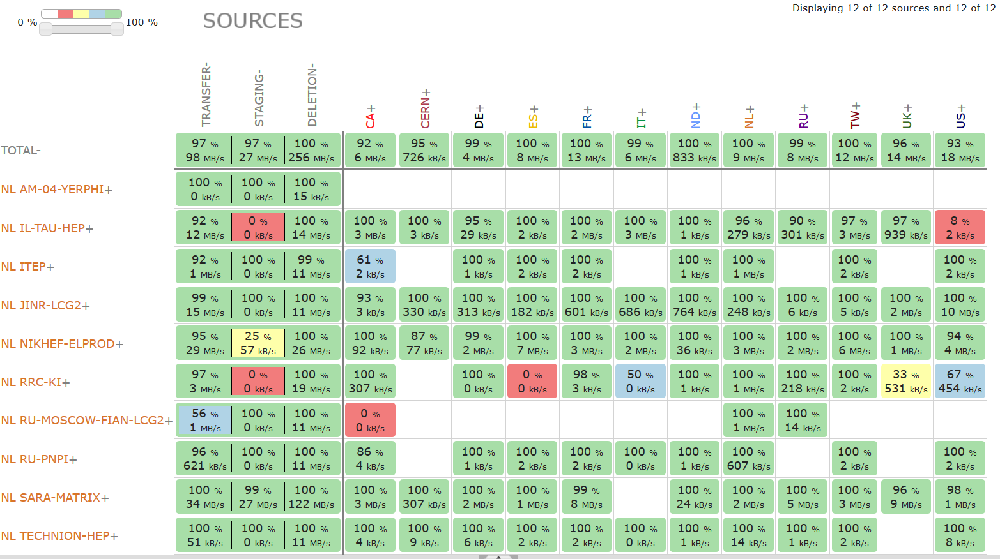 Displaying 12 of 12 sources and 12 of 12
0 % 100 %
SOURCES
TRANSFER- STAGING- DELETION- CA+ CERN+ DE+ ES+ FR+ IT+ ND+ NL+ RU+ TW+ UK+ US+
TOTAL- 97 % 97 % 100 % 92 % 95 % 99 % 100 % 100 % 99 % 100 % 100 % 99 % 100 % 96 % 93 %
98 MB/s 27 MB/s 256 MB/s 6 MB/s 726 kB/s 4 MB/s 8 MB/s 13 MB/s 6 MB/s 833 kB/s 9 MB/s 8 MB/s 12 MB/s 14 MB/s 18 MB/s
NL AM-04-YERPHI+ 100 % 100 % 100 %
0 kB/s 0 kB/s 15 kB/s
NL IL-TAU-HEP+ 92 % 0 % 100 % 100 % 100 % 95 % 100 % 100 % 100 % 100 % 96 % 90 % 97 % 97 % 8 %
12 MB/s 0 kB/s 14 MB/s 3 MB/s 3 kB/s 29 kB/s 2 kB/s 2 MB/s 3 MB/s 1 kB/s 279 kB/s 301 kB/s 3 MB/s 939 kB/s 2 kB/s
NL ITEP+ 92 % 100 % 99 % 61 % 100 % 100 % 100 % 100 % 100 % 100 % 100 %
1 MB/s 0 kB/s 11 MB/s 2 kB/s 1 kB/s 2 kB/s 2 kB/s 1 kB/s 1 MB/s 2 kB/s 2 kB/s
NL JINR-LCG2+ 99 % 100 % 100 % 93 % 100 % 100 % 100 % 100 % 100 % 100 % 100 % 100 % 100 % 100 % 100 %
15 MB/s 0 kB/s 11 MB/s 3 kB/s 330 kB/s 313 kB/s 182 kB/s 601 kB/s 686 kB/s 764 kB/s 248 kB/s 6 kB/s 5 kB/s 2 MB/s 10 MB/s
NL NIKHEF-ELPROD+ 95 % 25 % 100 % 100 % 87 % 99 % 100 % 100 % 100 % 100 % 100 % 100 % 100 % 100 % 94 %
29 MB/s 57 kB/s 26 MB/s 92 kB/s 77 kB/s 2 MB/s 7 MB/s 3 MB/s 2 MB/s 36 kB/s 3 MB/s 2 MB/s 6 MB/s 1 MB/s 4 MB/s
NL RRC-KI+ 97 % 0 % 100 % 100 % 100 % 0 % 98 % 50 % 100 % 100 % 100 % 100 % 33 % 67 %
3 MB/s 0 kB/s 19 MB/s 307 kB/s 0 kB/s 0 kB/s 3 kB/s 0 kB/s 1 kB/s 1 MB/s 218 kB/s 2 kB/s 531 kB/s 454 kB/s
NL RU-MOSCOW-FIAN-LCG2+ 56 % 100 % 100 % 0 % 100 % 100 %
1 MB/s 0 kB/s 11 MB/s 0 kB/s 1 MB/s 14 kB/s
NL RU-PNPI+ 96 % 100 % 100 % 86 % 100 % 100 % 100 % 100 % 100 % 100 % 100 % 100 %
621 kB/s 0 kB/s 11 MB/s 4 kB/s 1 kB/s 2 kB/s 2 kB/s 0 kB/s 1 kB/s 607 kB/s 2 kB/s 2 kB/s
NL SARA-MATRIX+ 100 % 99 % 100 % 100 % 100 % 100 % 100 % 99 % 100 % 100 % 100 % 100 % 96 % 98 %
34 MB/s 27 MB/s 122 MB/s 3 MB/s 307 kB/s 2 MB/s 1 MB/s 8 MB/s 24 kB/s 2 MB/s 5 MB/s 3 MB/s 9 MB/s 1 MB/s
NL TECHNION-HEP+ 100 % 100 % 100 % 100 % 100 % 100 % 100 % 100 % 100 % 100 % 100 % 100 % 100 % 100 %
51 kB/s 0 kB/s 11 MB/s 4 kB/s 9 kB/s 6 kB/s 2 kB/s 2 kB/s 0 kB/s 1 kB/s 14 kB/s 1 kB/s 2 kB/s 8 kB/s